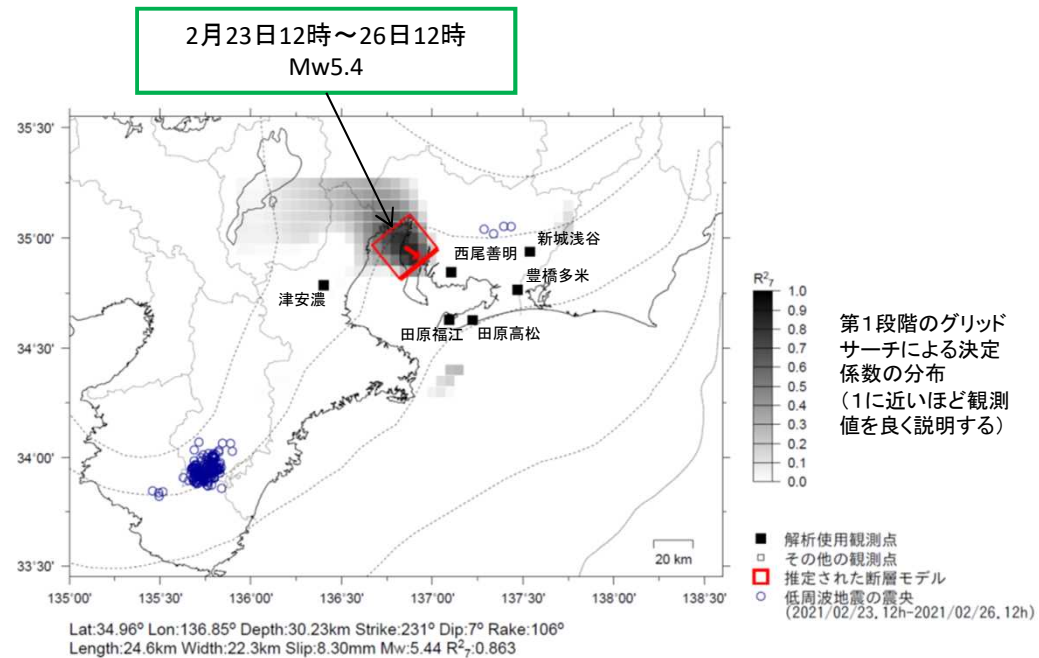 2月23日12時～26日12時
Mw5.4
35°30'
35°00'
34°30'
34°00'
33°30'
135°00'
135°30'
136°00'
136°30'
137°00'
137°30'
138°00'
138°30'
新城浅谷
西尾善明
豊橋多米
津安濃
田原福江
田原高松
20 km
R²₇
1.0
0.9
0.8
0.7
0.6
0.5
0.4
0.3
0.2
0.1
0.0
第1段階のグリッド
サーチによる決定
係数の分布
(1に近いほど観測
値を良く説明する)
解析使用観測点
その他の観測点
推定された断層モデル
低周波地震の震央
(2021/02/23,12h-2021/02/26,12h)
Lat:34.96° Lon:136.85° Depth:30.23km Strike:231° Dip:7° Rake:106°
Length:24.6km Width:22.3km Slip:8.30mm Mw:5.44 R²₇:0.863